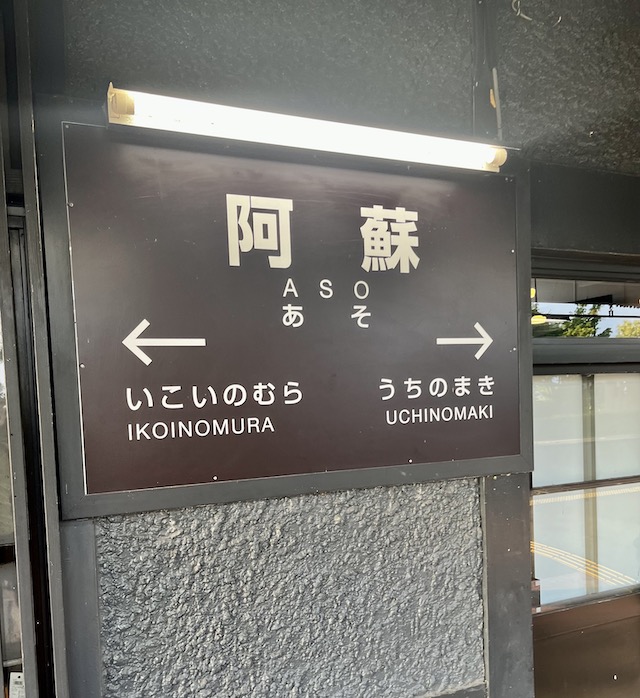 阿蘇
ASO
あそ
← →
いこいのむら うちのまき
IKOINOMURA UCHINOMAKI